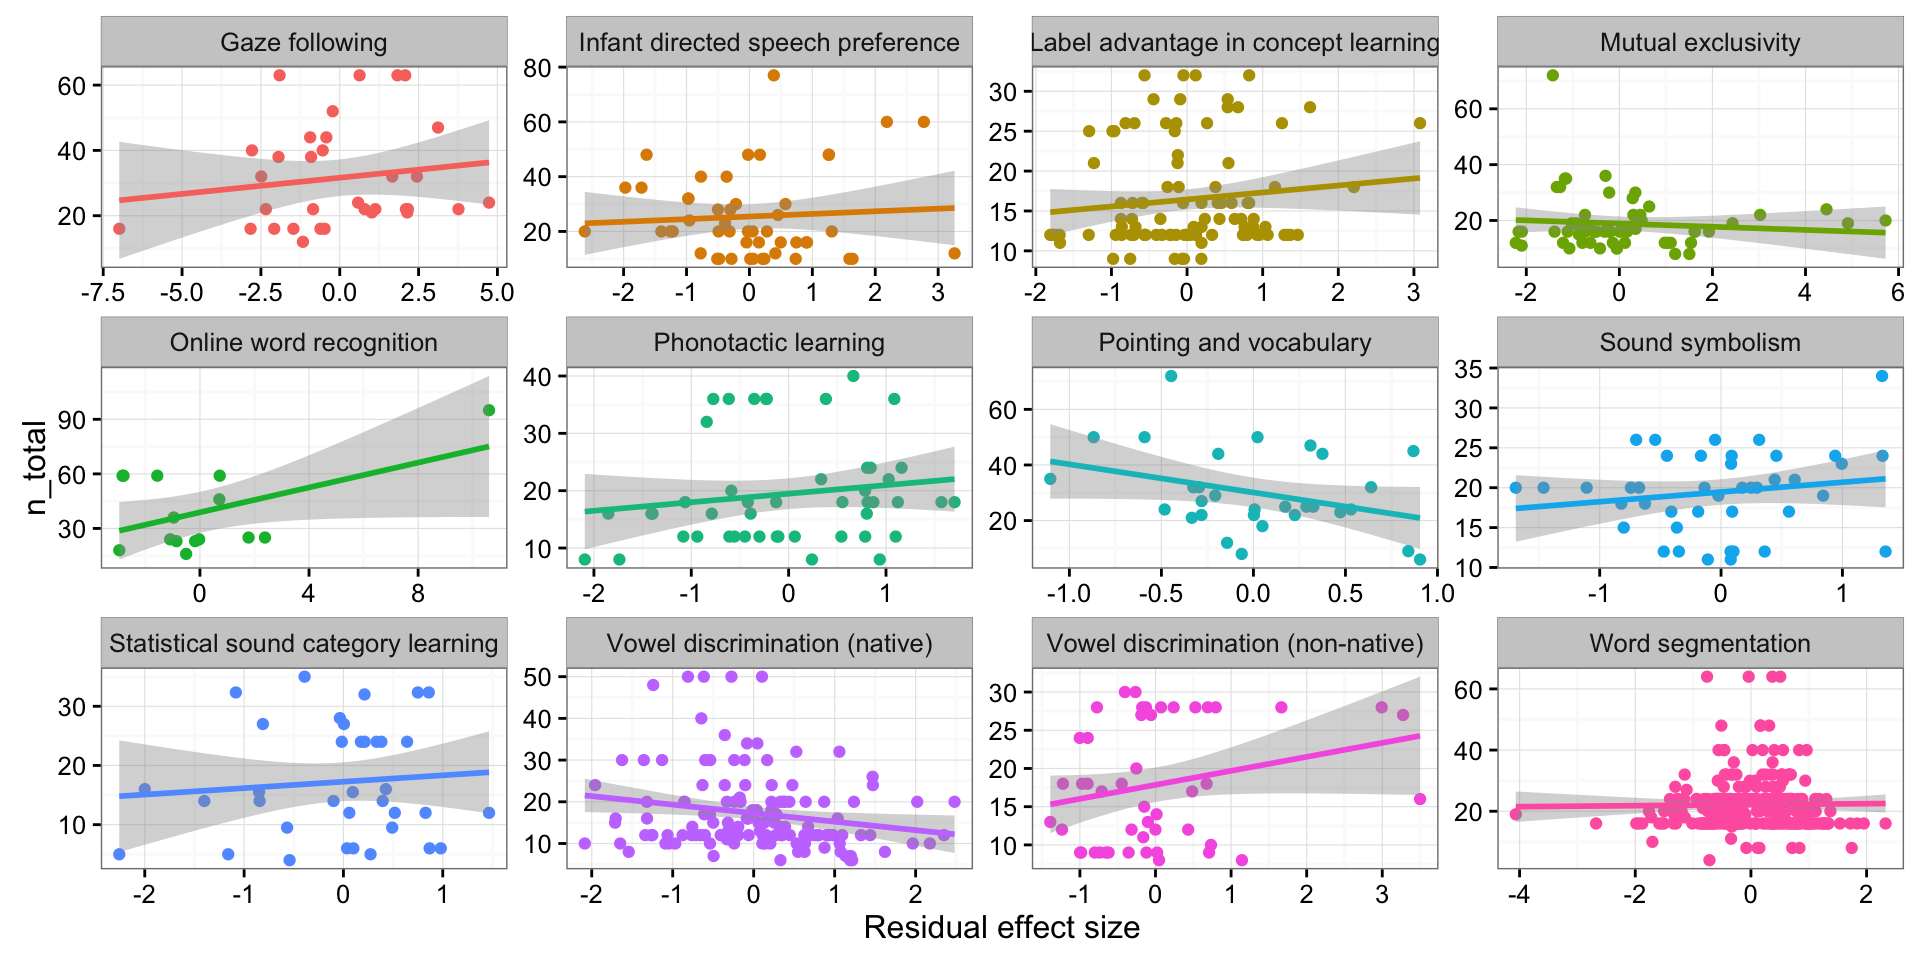 Gaze following
Infant directed speech preference
Label advantage in concept learning
Mutual exclusivity
60
40
20
-7.5 -5.0 -2.5 0.0 2.5 5.0
80
60
40
20
-2 -1 0 1 2 3
30
25
20
15
10
-2 -1 0 1 2 3
60
40
20
-2 0 2 4 6
Online word recognition
Phonotactic learning
Pointing and vocabulary
Sound symbolism
90
60
30
0 4 8
40
30
20
10
-2 -1 0 1
60
40
20
-1.0 -0.5 0.0 0.5 1.0
35
30
25
20
15
10
-1 0 1
Statistical sound category learning
Vowel discrimination (native)
Vowel discrimination (non-native)
Word segmentation
30
20
10
-2 -1 0 1
50
40
30
20
10
-2 -1 0 1 2
30
25
20
15
10
-1 0 1 2 3
60
40
20
-4 -2 0 2
n_total
Residual effect size